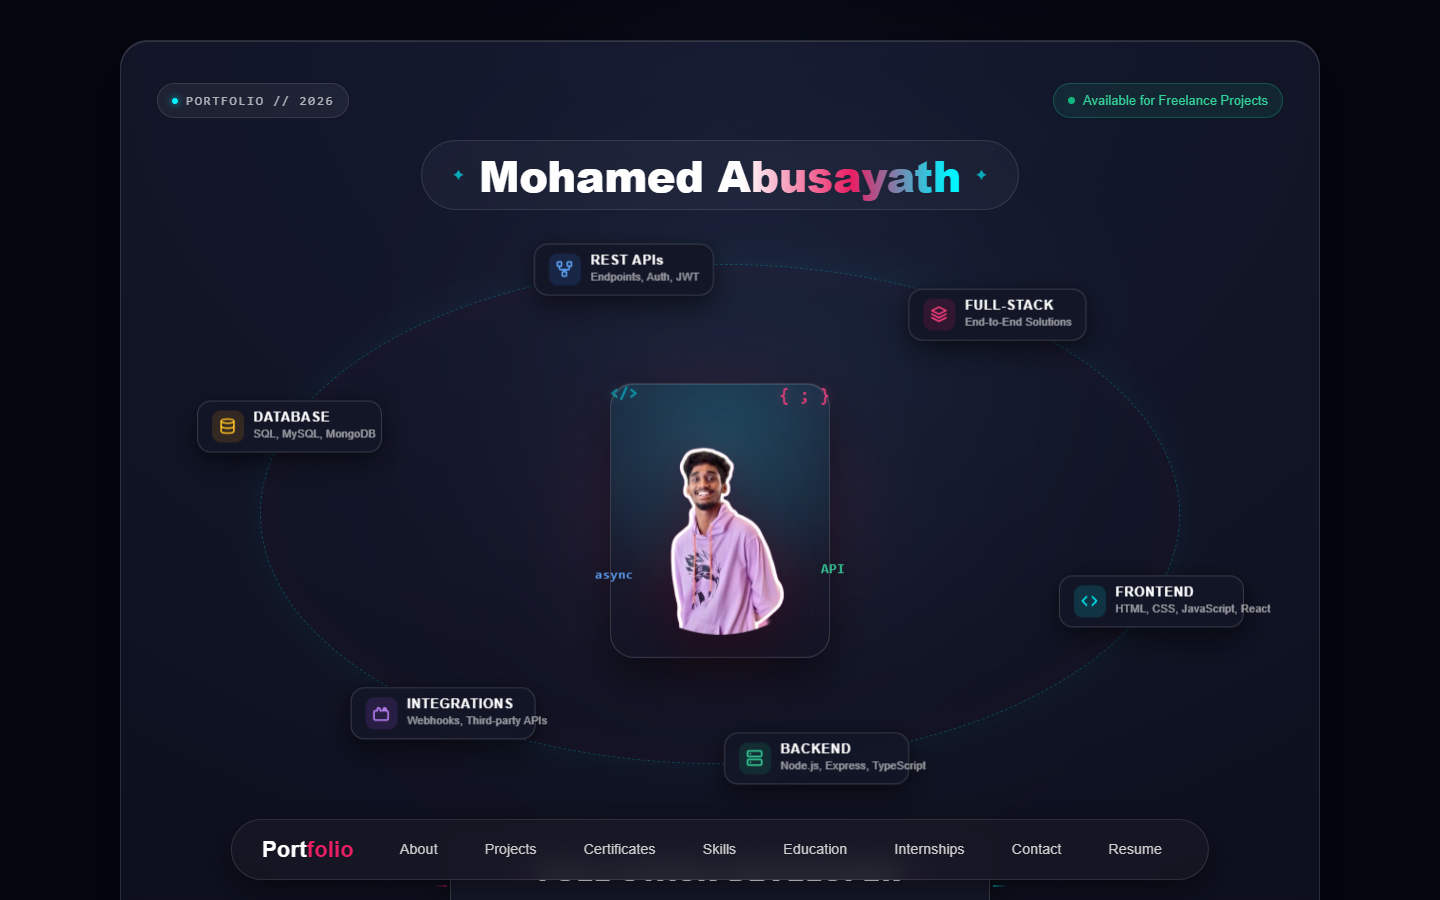 PORTFOLIO // 2026
Available for Freelance Projects
✦ Mohamed Abusayath ✦
REST APIs
Endpoints, Auth, JWT
FULL-STACK
End-to-End Solutions
DATABASE
SQL, MySQL, MongoDB
</>
{ ; }
async
API
FRONTEND
HTML, CSS, JavaScript, React
INTEGRATIONS
Webhooks, Third-party APIs
BACKEND
Node.js, Express, TypeScript
Portfolio
About
Projects
Certificates
Skills
Education
Internships
Contact
Resume